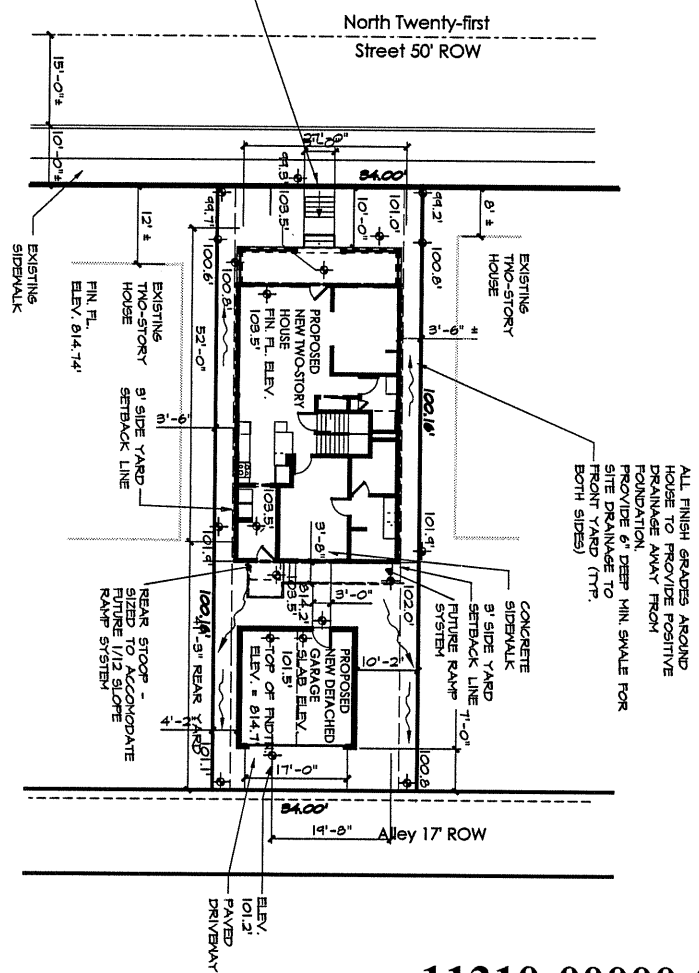 North Twenty-first
Street 50' ROW
15'-0"±
10'-0"±
99.3'
103.5'
34.00'
101.0'
10'-0"
99.2'
100.8'
8' ±
99.7'
100.6'
100.8'
12' ±
EXISTING
SIDEWALK
EXISTING
TWO-STORY
HOUSE
FIN. FL.
ELEV. 814.74'
EXISTING
TWO-STORY
HOUSE
52'-0"
3'-6"
3' SIDE YARD
SETBACK LINE
PROPOSED
NEW TWO-STORY
HOUSE
FIN. FL. ELEV.
103.5'
3'-6" ±
100.16'
ALL FINISH GRADES AROUND
HOUSE TO PROVIDE POSITIVE
DRAINAGE AWAY FROM
FOUNDATION.
PROVIDE 6" DEEP MIN. SWALE FOR
SITE DRAINAGE TO
FRONT YARD (TYP.
BOTH SIDES)
103.5'
3'-8"
101.9'
101.9'
CONCRETE
SIDEWALK
3' SIDE YARD
SETBACK LINE
FUTURE RAMP
SYSTEM
102.0'
103.5'
814.2'
3'-0"
100.16'
REAR STOOP -
SIZED TO ACCOMODATE
FUTURE 1/12 SLOPE
RAMP SYSTEM
REAR YARD
PROPOSED
NEW DETACHED
GARAGE
SLAB ELEV.
101.5'
TOP OF FNDTN
ELEV. = 814.7'
10'-2"
7'-0"
4'-2"
101.1'
100.8
17'-0"
34.00'
19'-8"
Alley 17' ROW
ELEV.
101.2'
PAVED
DRIVEWAY